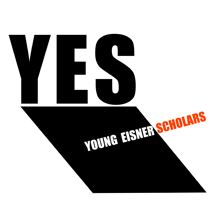 YES
YOUNG EISNER SCHOLARS